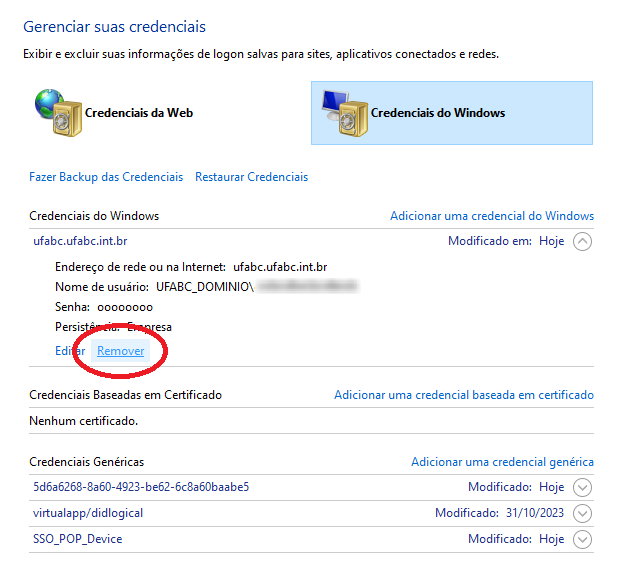 Gerenciar suas credenciais
Exibir e excluir suas informações de logon salvas para sites, aplicativos conectados e redes.
Credenciais da Web
Credenciais do Windows
Fazer Backup das Credenciais Restaurar Credenciais
Credenciais do Windows Adicionar uma credencial do Windows
ufabc.ufabc.int.br Modificado em: Hoje
Endereço de rede ou na Internet: ufabc.ufabc.int.br
Nome de usuário: UFABC_DOMINIO\
Senha: oooooooo
Persistência: Empresa
Editar Remover
Credenciais Baseadas em Certificado Adicionar uma credencial baseada em certificado
Nenhum certificado.
Credenciais Genéricas Adicionar uma credencial genérica
5d6a6268-8a60-4923-be62-6c8a60baabe5 Modificado: Hoje
virtualapp/didlogical Modificado: 31/10/2023
SSO_POP_Device Modificado: Hoje